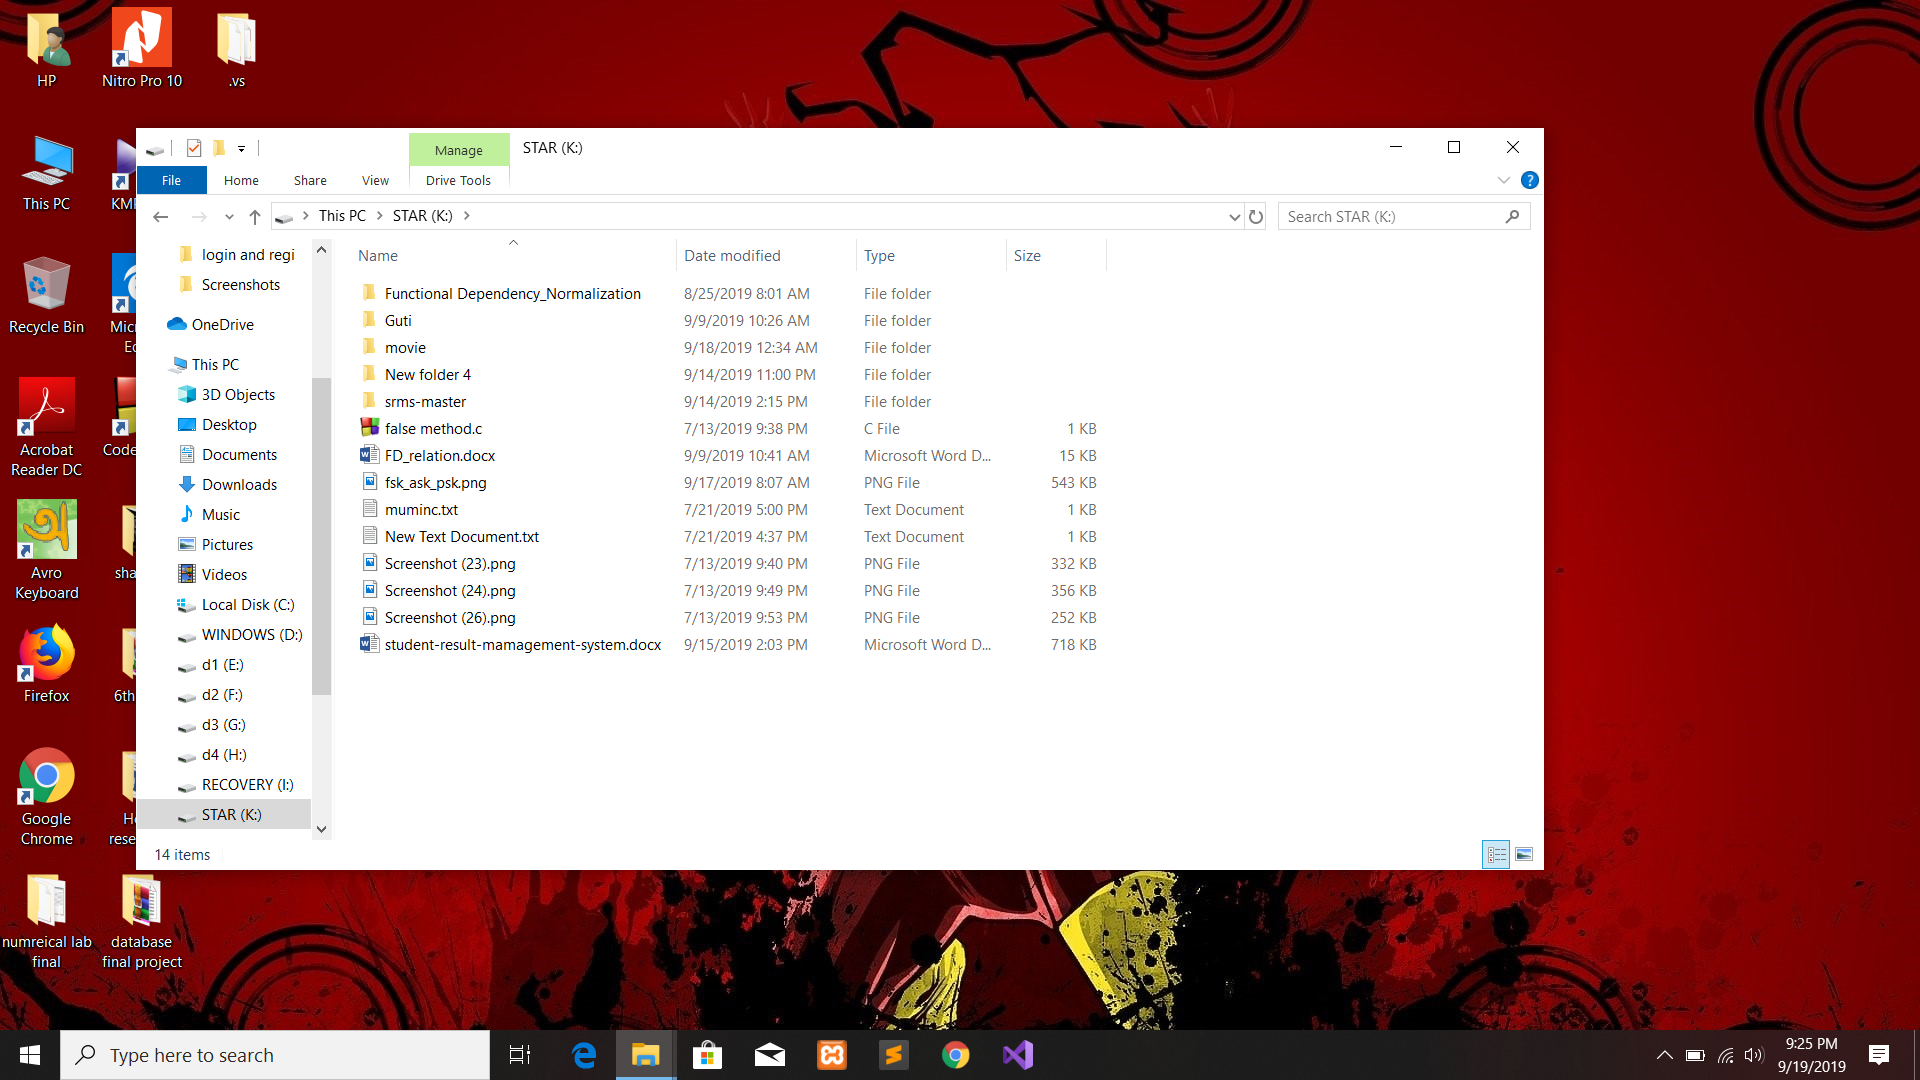 HP
Nitro Pro 10
.vs
This PC
KM
Recycle Bin
Micr
Ed
Acrobat
Reader DC
Code
Avro
Keyboard
sha
Firefox
6th
Google
Chrome
He
rese
numreical lab
final
database
final project
Manage
STAR (K:)
File
Home
Share
View
Drive Tools
This PC
STAR (K:)
Search STAR (K:)
login and regi
Screenshots
OneDrive
This PC
3D Objects
Desktop
Documents
Downloads
Music
Pictures
Videos
Local Disk (C:)
WINDOWS (D:)
d1 (E:)
d2 (F:)
d3 (G:)
d4 (H:)
RECOVERY (I:)
STAR (K:)
Name Date modified Type Size
Functional Dependency_Normalization 8/25/2019 8:01 AM File folder
Guti 9/9/2019 10:26 AM File folder
movie 9/18/2019 12:34 AM File folder
New folder 4 9/14/2019 11:00 PM File folder
srms-master 9/14/2019 2:15 PM File folder
false method.c 7/13/2019 9:38 PM C File 1 KB
FD_relation.docx 9/9/2019 10:41 AM Microsoft Word D... 15 KB
fsk_ask_psk.png 9/17/2019 8:07 AM PNG File 543 KB
muminc.txt 7/21/2019 5:00 PM Text Document 1 KB
New Text Document.txt 7/21/2019 4:37 PM Text Document 1 KB
Screenshot (23).png 7/13/2019 9:40 PM PNG File 332 KB
Screenshot (24).png 7/13/2019 9:49 PM PNG File 356 KB
Screenshot (26).png 7/13/2019 9:53 PM PNG File 252 KB
student-result-mamagement-system.docx 9/15/2019 2:03 PM Microsoft Word D... 718 KB
14 items
Type here to search
9:25 PM
9/19/2019